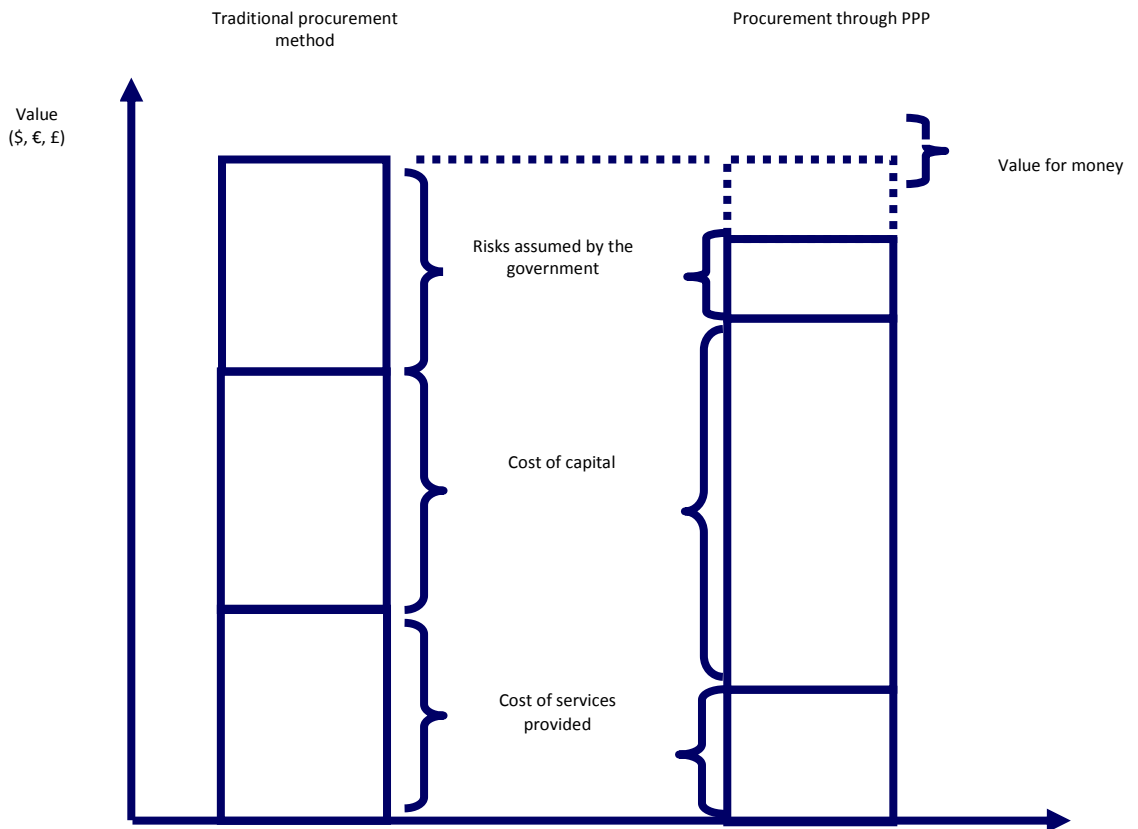 Traditional procurement
method
Procurement through PPP
Value
($, €, £)
Value for money
Risks assumed by the
government
Cost of capital
Cost of services
provided